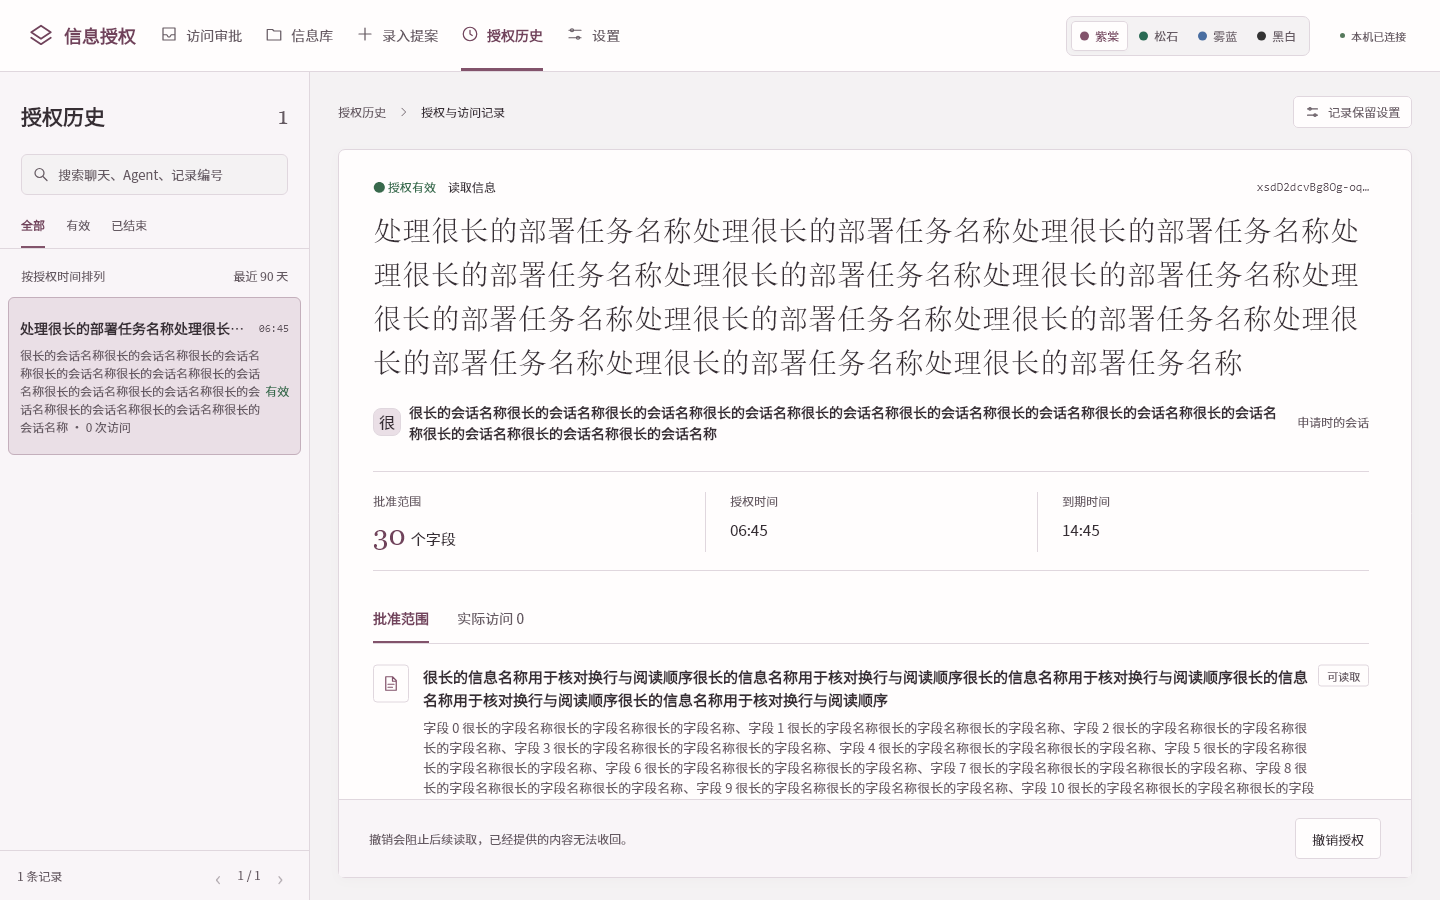 信息授权
访问审批
信息库
录入提案
授权历史
设置
紫棠
松石
雾蓝
黑白
本机已连接
授权历史
1
搜索聊天、Agent、记录编号
全部
有效
已结束
按授权时间排列
最近 90 天
处理很长的部署任务名称处理很长…
06:45
很长的会话名称很长的会话名称很长的会话名
称很长的会话名称很长的会话名称很长的会话
名称很长的会话名称很长的会话名称很长的会
话名称很长的会话名称很长的会话名称很长的
会话名称 · 0 次访问
有效
1 条记录
‹
1 / 1
›
授权历史
授权与访问记录
记录保留设置
授权有效
读取信息
xsdD2dcvBg8Og-oq…
处理很长的部署任务名称处理很长的部署任务名称处理很长的部署任务名称处
理很长的部署任务名称处理很长的部署任务名称处理很长的部署任务名称处理
很长的部署任务名称处理很长的部署任务名称处理很长的部署任务名称处理很
长的部署任务名称处理很长的部署任务名称处理很长的部署任务名称
很
很长的会话名称很长的会话名称很长的会话名称很长的会话名称很长的会话名称很长的会话名称很长的会话名称很长的会话名称很长的会话名
称很长的会话名称很长的会话名称很长的会话名称
申请时的会话
批准范围
30 个字段
授权时间
06:45
到期时间
14:45
批准范围
实际访问 0
很长的信息名称用于核对换行与阅读顺序很长的信息名称用于核对换行与阅读顺序很长的信息名称用于核对换行与阅读顺序很长的信息
名称用于核对换行与阅读顺序很长的信息名称用于核对换行与阅读顺序
可读取
字段 0 很长的字段名称很长的字段名称很长的字段名称、字段 1 很长的字段名称很长的字段名称很长的字段名称、字段 2 很长的字段名称很长的字段名称很
长的字段名称、字段 3 很长的字段名称很长的字段名称很长的字段名称、字段 4 很长的字段名称很长的字段名称很长的字段名称、字段 5 很长的字段名称很
长的字段名称很长的字段名称、字段 6 很长的字段名称很长的字段名称很长的字段名称、字段 7 很长的字段名称很长的字段名称很长的字段名称、字段 8 很
长的字段名称很长的字段名称很长的字段名称、字段 9 很长的字段名称很长的字段名称很长的字段名称、字段 10 很长的字段名称很长的字段名称很长的字段
撤销会阻止后续读取，已经提供的内容无法收回。
撤销授权